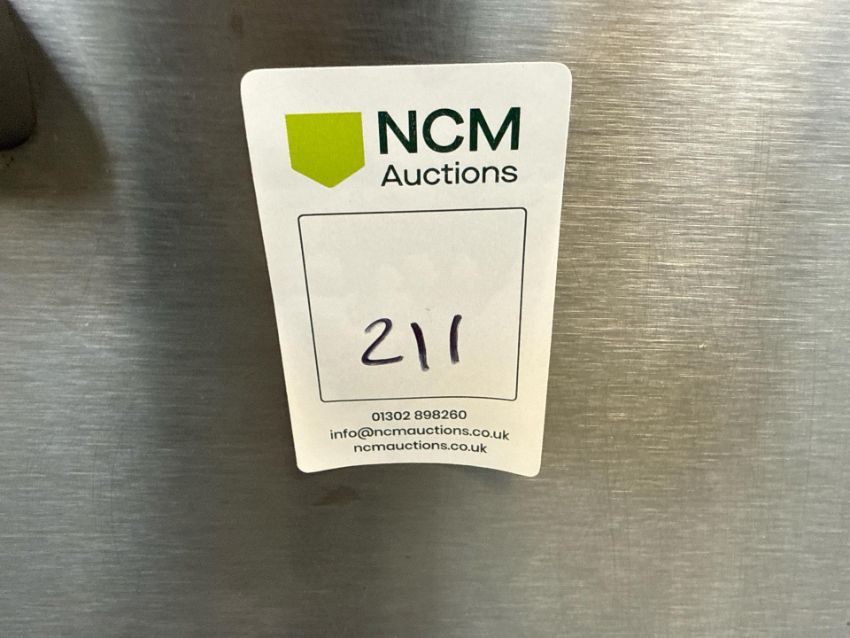 NCM
Auctions
211
01302 898260
info@ncmauctions.co.uk
ncmauctions.co.uk